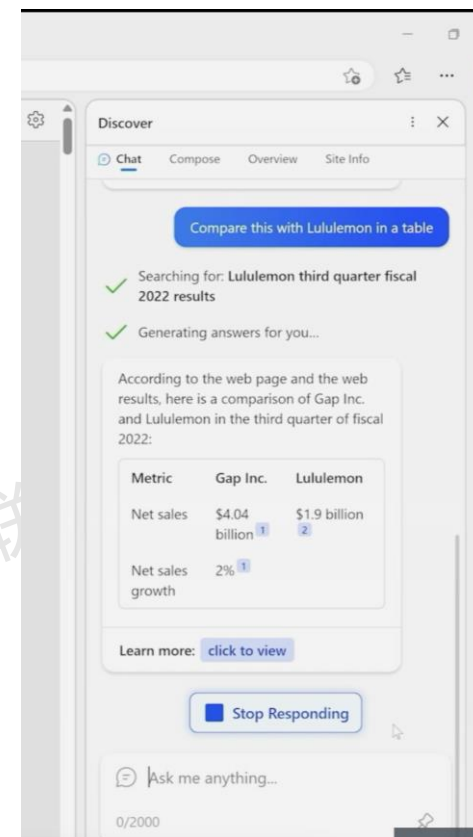 Discover
Chat Compose Overview Site Info
Compare this with Lululemon in a table
Searching for: Lululemon third quarter fiscal
2022 results
Generating answers for you...
According to the web page and the web
results, here is a comparison of Gap Inc.
and Lululemon in the third quarter of fiscal
2022:
Metric Gap Inc. Lululemon
Net sales $4.04 $1.9 billion
billion 1 2
Net sales 2% 1
growth
Learn more: click to view
Stop Responding
Ask me anything...
0/2000